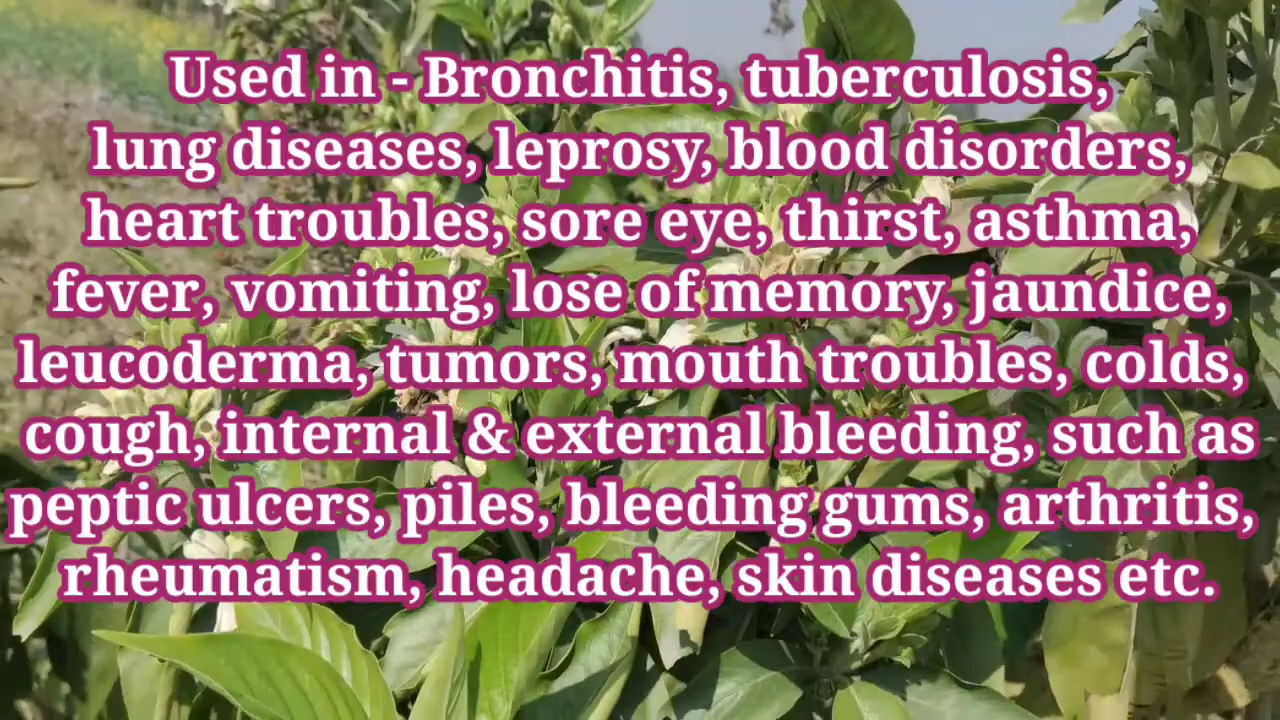 Used in - Bronchitis, tuberculosis,
lung diseases, leprosy, blood disorders,
heart troubles, sore eye, thirst, asthma,
fever, vomiting, lose of memory, jaundice,
leucoderma, tumors, mouth troubles, colds,
cough, internal & external bleeding, such as
peptic ulcers, piles, bleeding gums, arthritis,
rheumatism, headache, skin diseases etc.